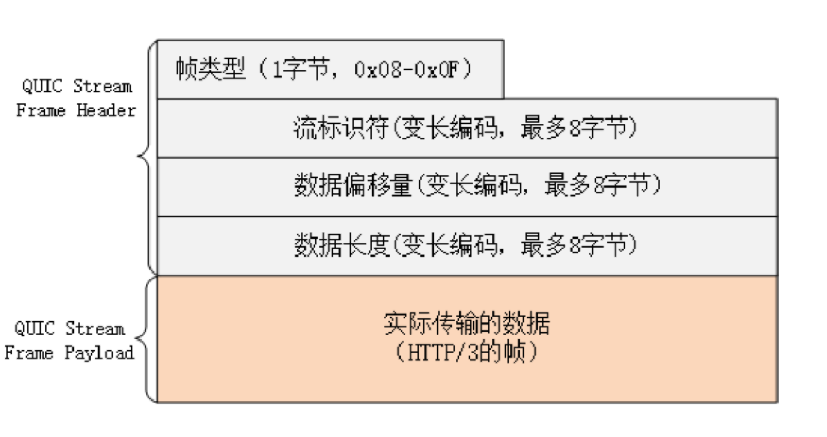 帧类型（1字节，0x08-0x0F）
QUIC Stream
Frame Header
流标识符(变长编码，最多8字节)
数据偏移量(变长编码，最多8字节)
数据长度(变长编码，最多8字节)
QUIC Stream
Frame Payload
实际传输的数据
（HTTP/3的帧）